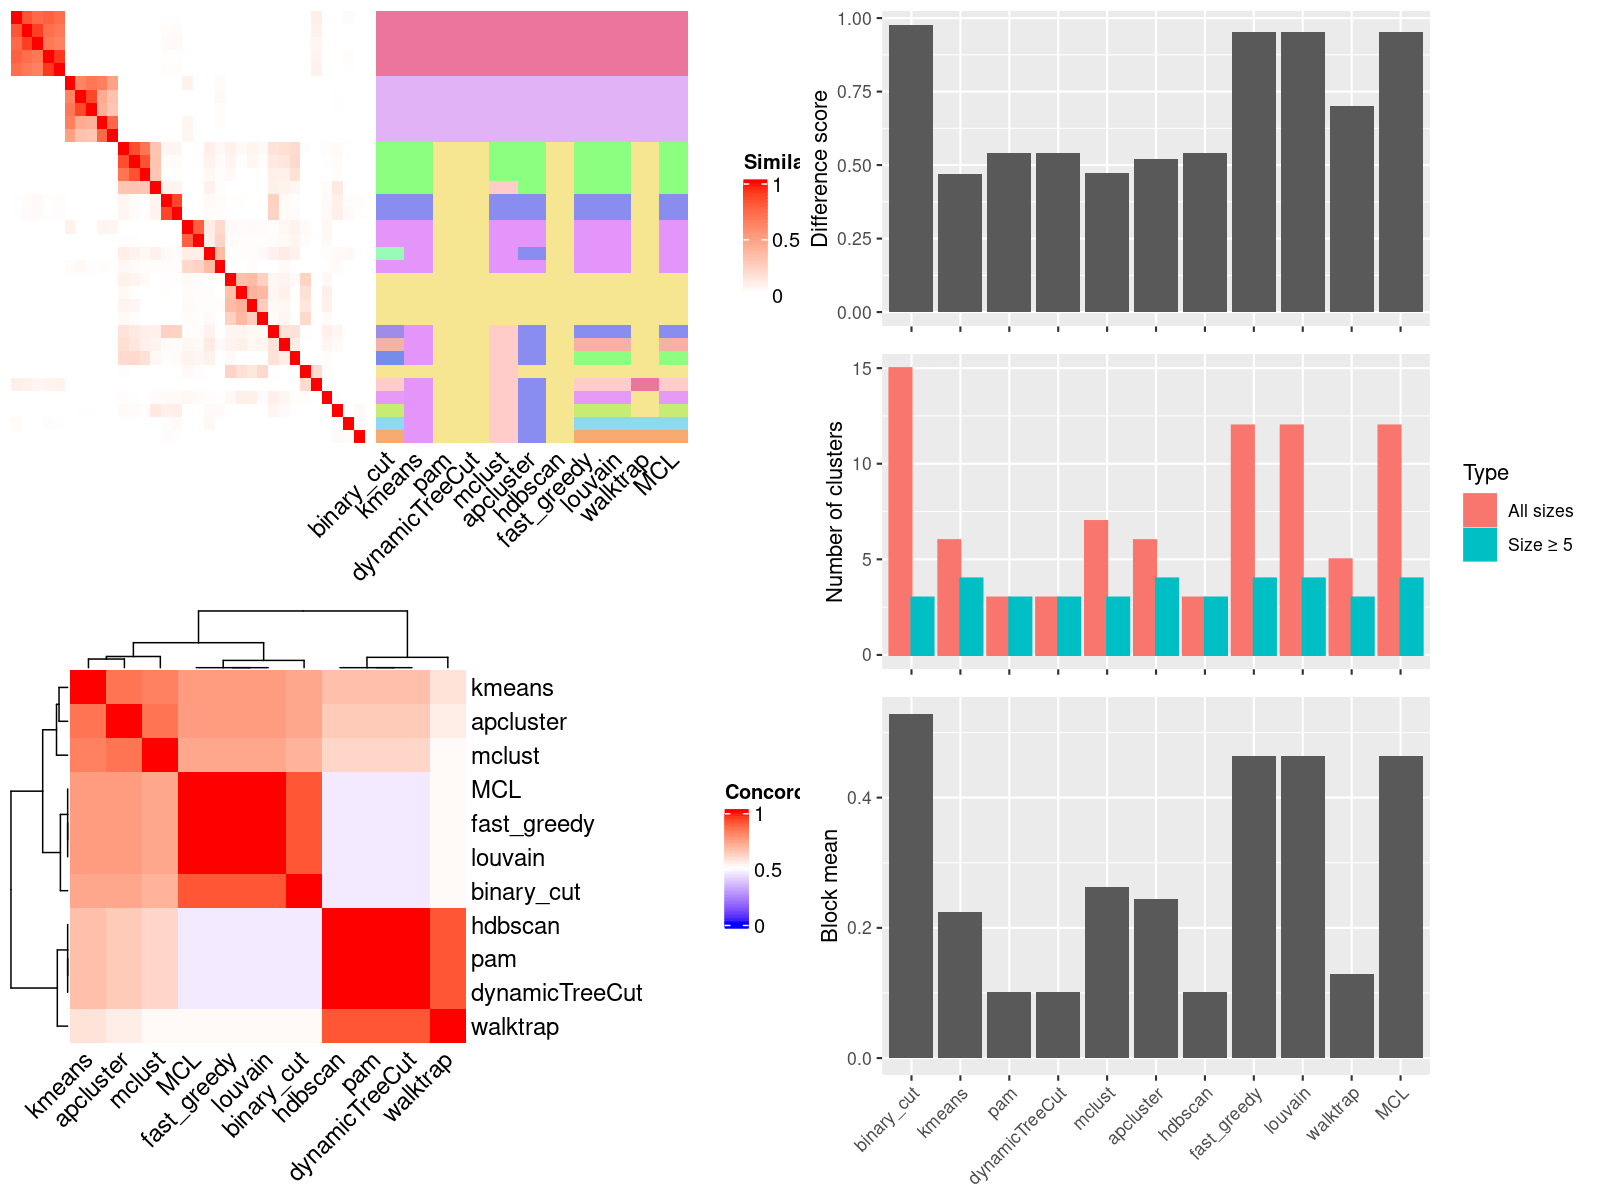 Simila
1
0.5
0
binary_cut
kmeans
pam
dynamicTreeCut
mclust
apcluster
hdbscan
fast_greedy
louvain
walktrap
MCL
kmeans
apcluster
mclust
MCL
fast_greedy
louvain
binary_cut
hdbscan
pam
dynamicTreeCut
walktrap
kmeans
apcluster
mclust
MCL
fast_greedy
louvain
binary_cut
hdbscan
pam
dynamicTreeCut
walktrap
Concord
1
0.5
0
Difference score
1.00
0.75
0.50
0.25
0.00
Number of clusters
15
10
5
0
Type
All sizes
Size ≥ 5
Block mean
0.4
0.2
0.0
binary_cut
kmeans
pam
dynamicTreeCut
mclust
apcluster
hdbscan
fast_greedy
louvain
walktrap
MCL